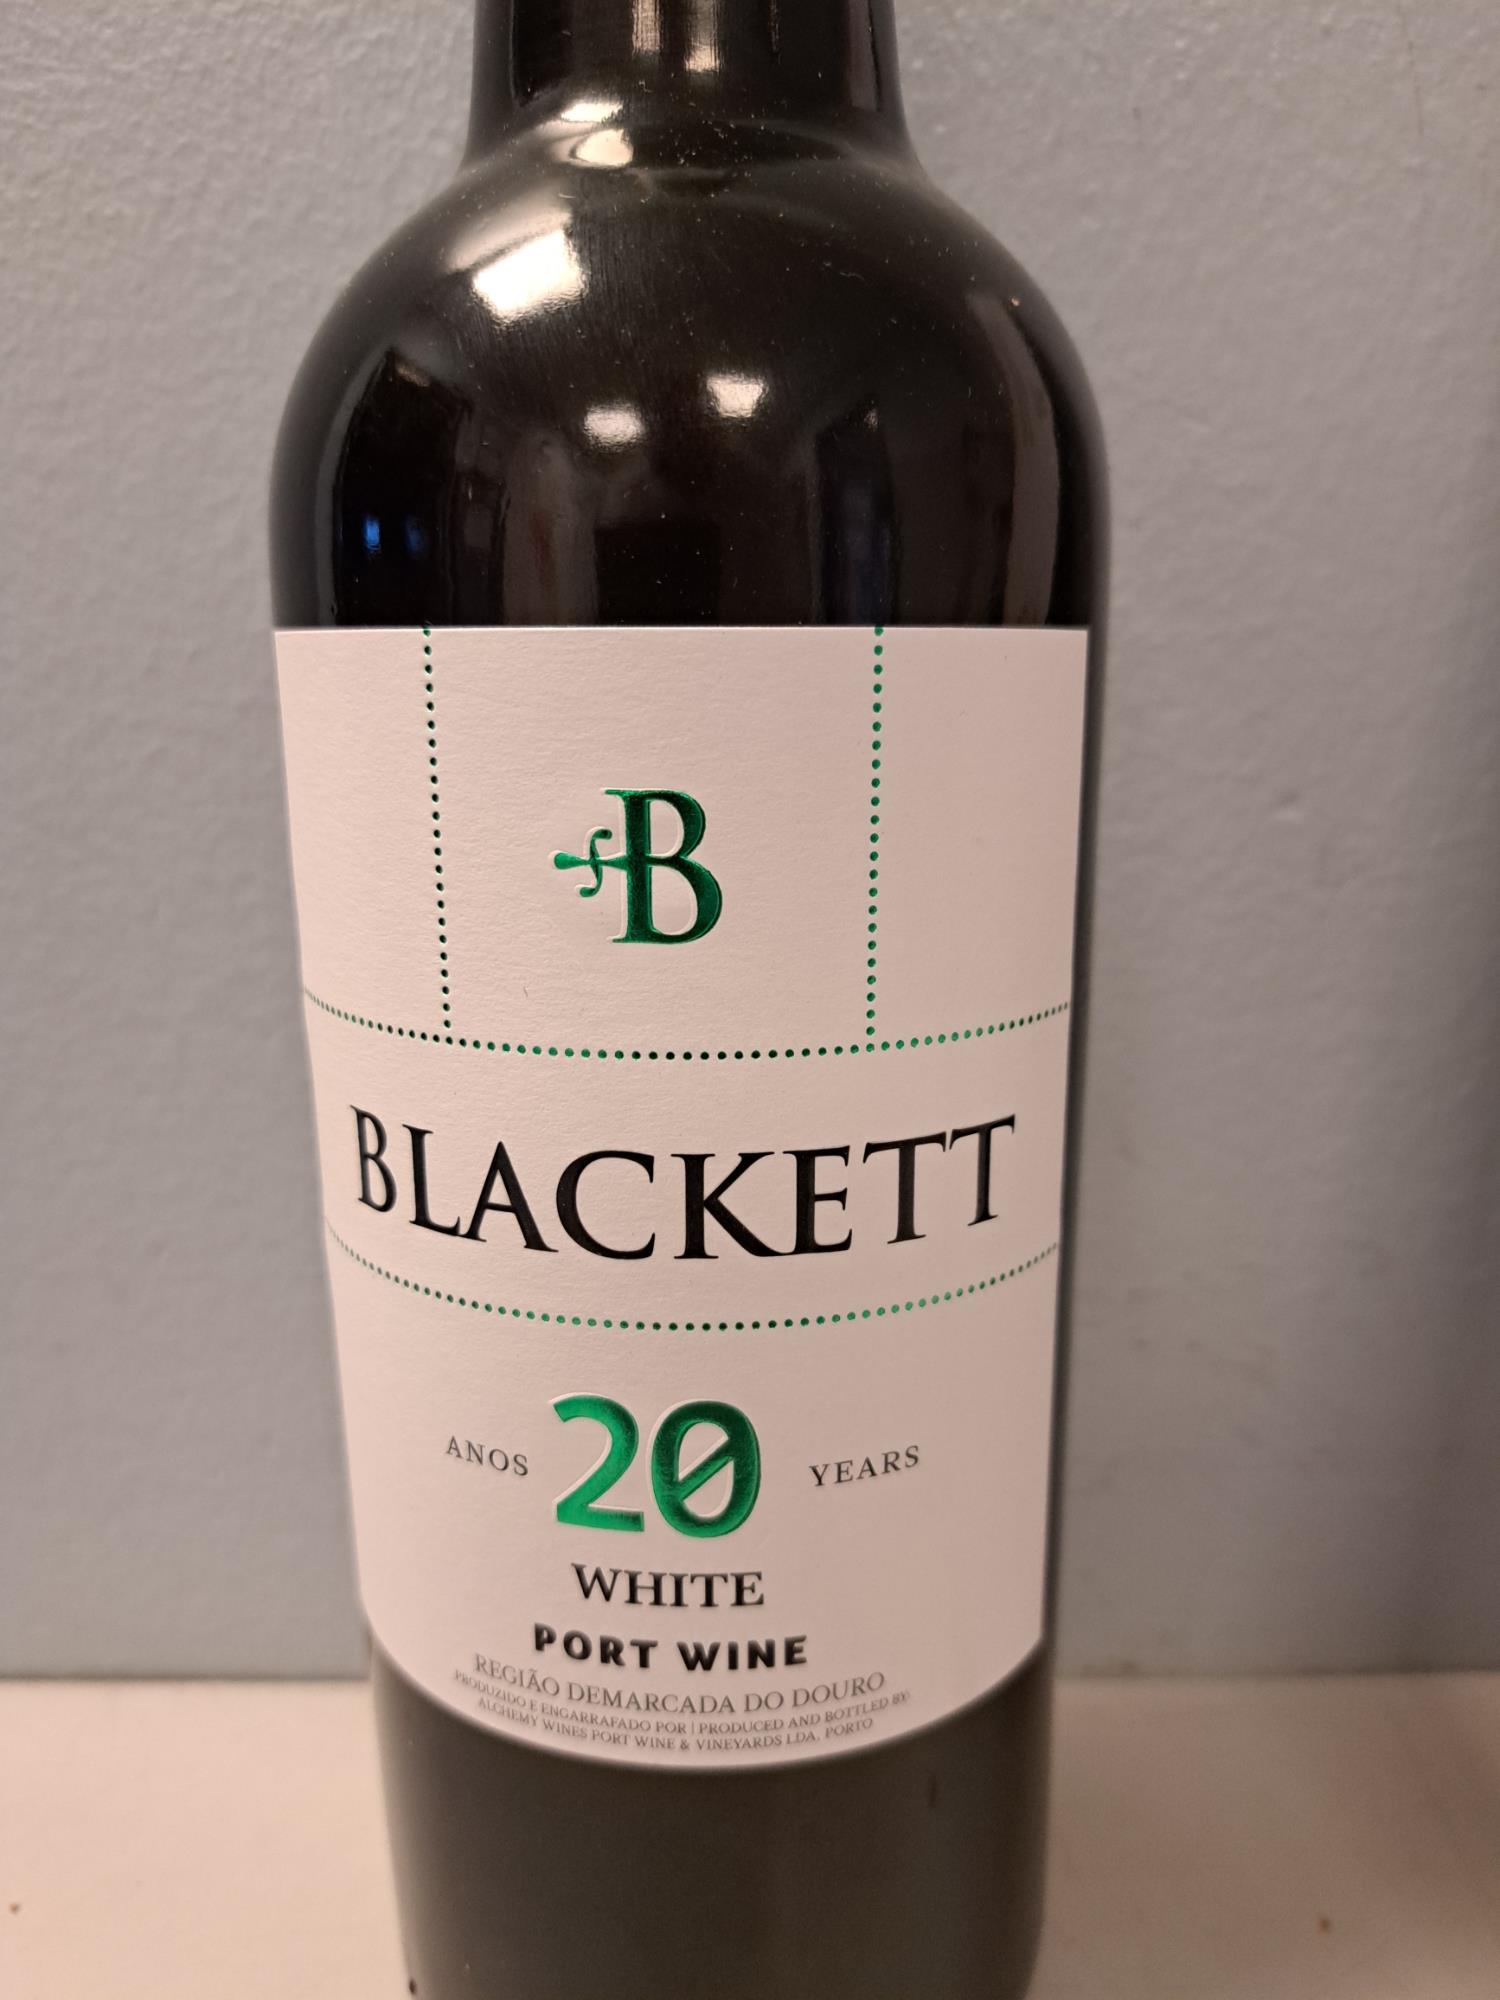 B
BLACKETT
ANOS 20 YEARS
WHITE
PORT WINE
REGIÃO DEMARCADA DO DOURO
PRODUZIDO E ENGARRAFADO POR | PRODUCED AND BOTTLED BY:
ALCHEMY WINES PORT WINE & VINEYARDS LDA, PORTO